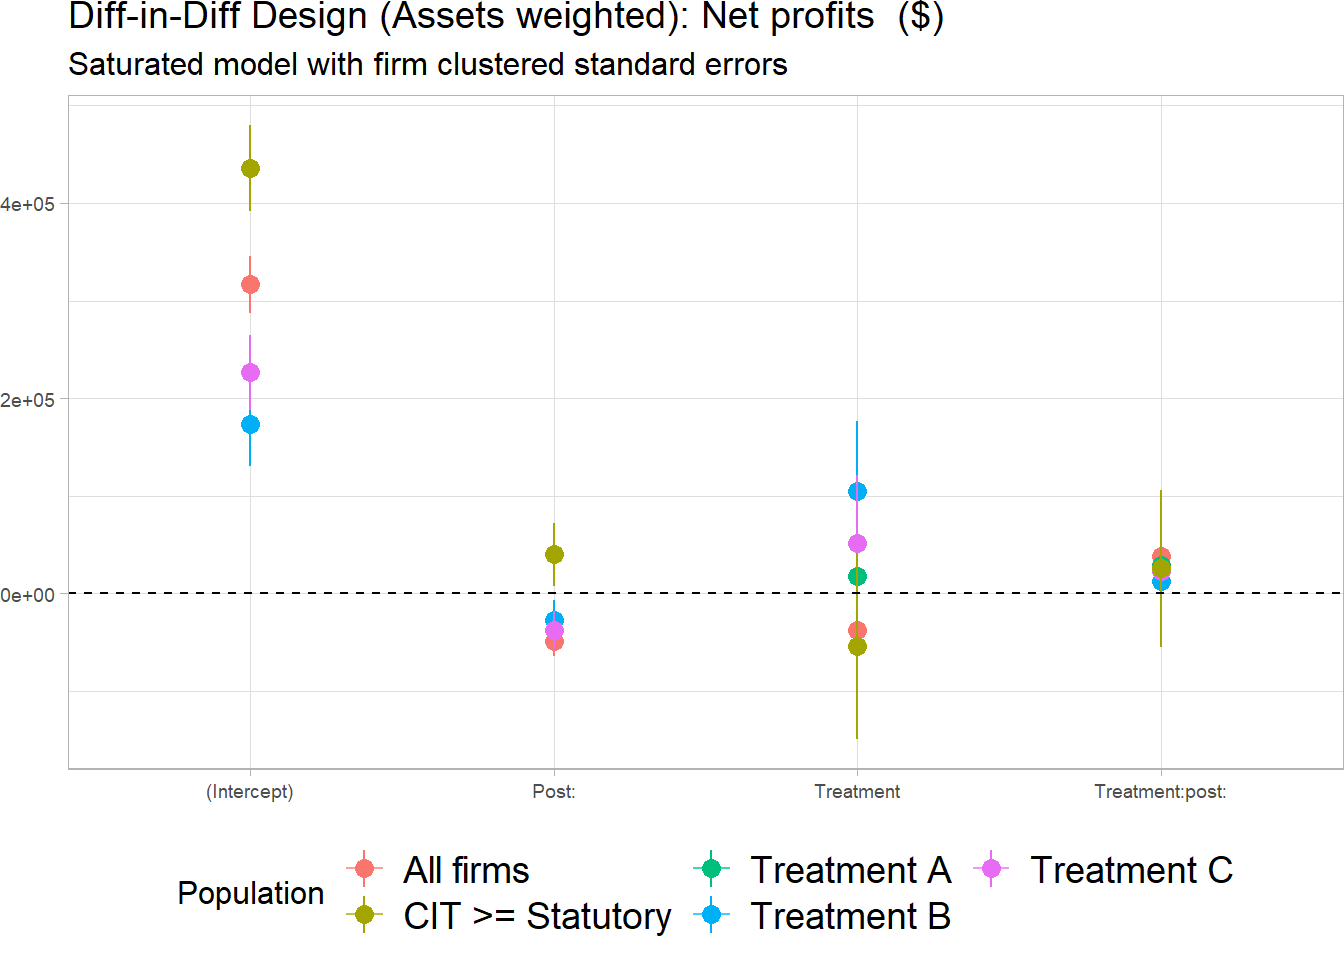 Diff-in-Diff Design (Assets weighted): Net profits  ($)
Saturated model with firm clustered standard errors
4e+05
2e+05
0e+00
(Intercept) Post: Treatment Treatment:post:
Population
All firms Treatment A Treatment C
CIT >= Statutory Treatment B